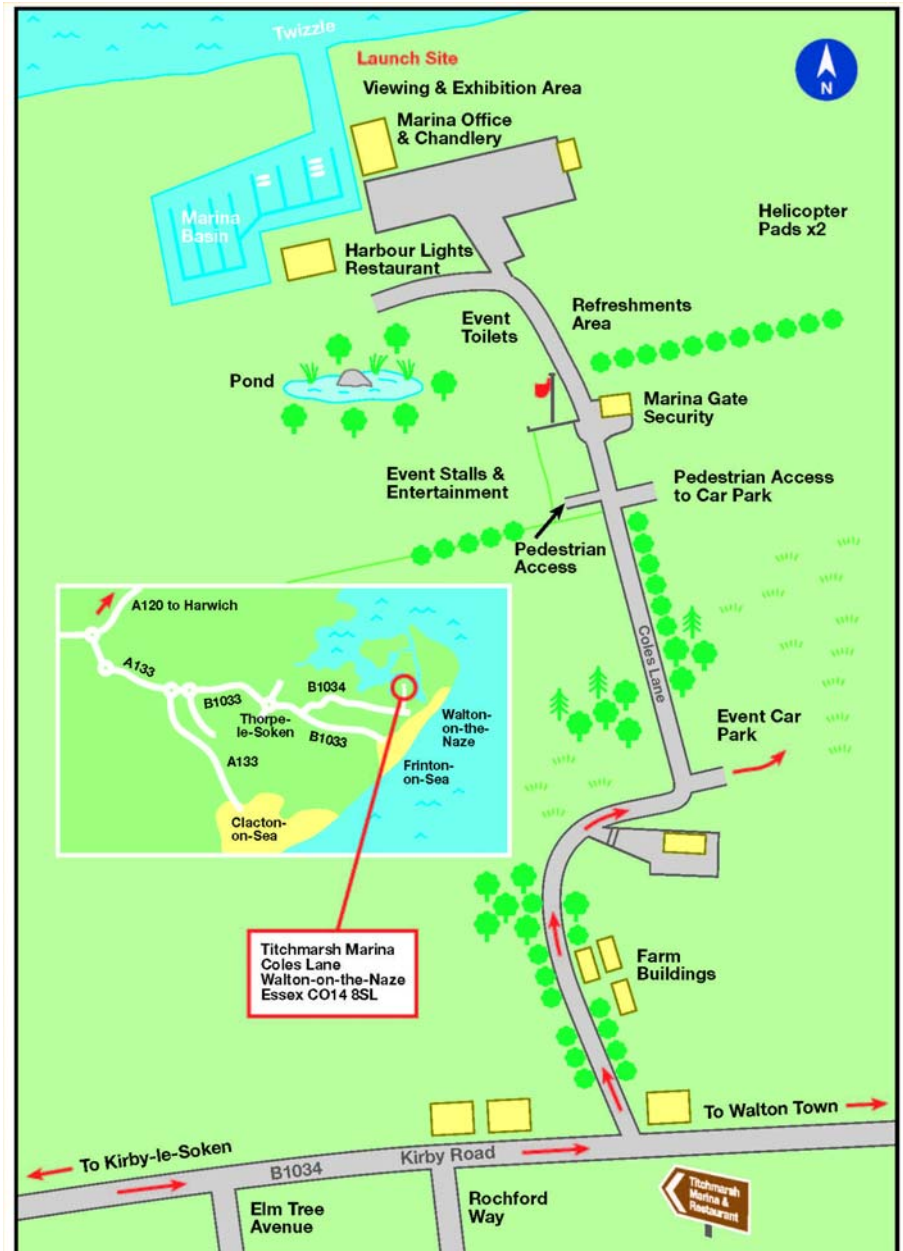 Twizzle
Launch Site
Viewing & Exhibition Area
N
Marina Office
& Chandlery
Marina
Basin
Helicopter
Pads x2
Harbour Lights
Restaurant
Event
Toilets
Refreshments
Area
Pond
Marina Gate
Security
Event Stalls &
Entertainment
Pedestrian Access
to Car Park
Pedestrian
Access
Coles Lane
A120 to Harwich
A133
B1033
B1034
Thorpe-
le-Soken
B1033
A133
Walton-
on-the-
Naze
Frinton-
on-Sea
Clacton-
on-Sea
Event Car
Park
Titchmarsh Marina
Coles Lane
Walton-on-the-Naze
Essex CO14 8SL
Farm
Buildings
To Walton Town
To Kirby-le-Soken
B1034
Kirby Road
Elm Tree
Avenue
Rochford
Way
Titchmarsh
Marina &
Restaurant